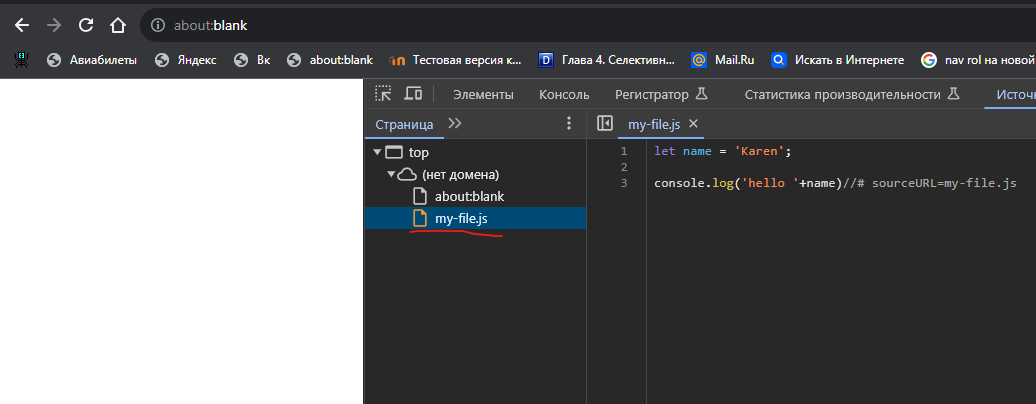 about:blank
Авиабилеты Яндекс Вк about:blank Тестовая версия к... Глава 4. Селективн... Mail.Ru Искать в Интернете nav rol на новой
Элементы Консоль Регистратор Статистика производительности Источн
Страница my-file.js
top
(нет домена)
about:blank
my-file.js
1 let name = 'Karen';
2
3 console.log('hello '+name)//# sourceURL=my-file.js